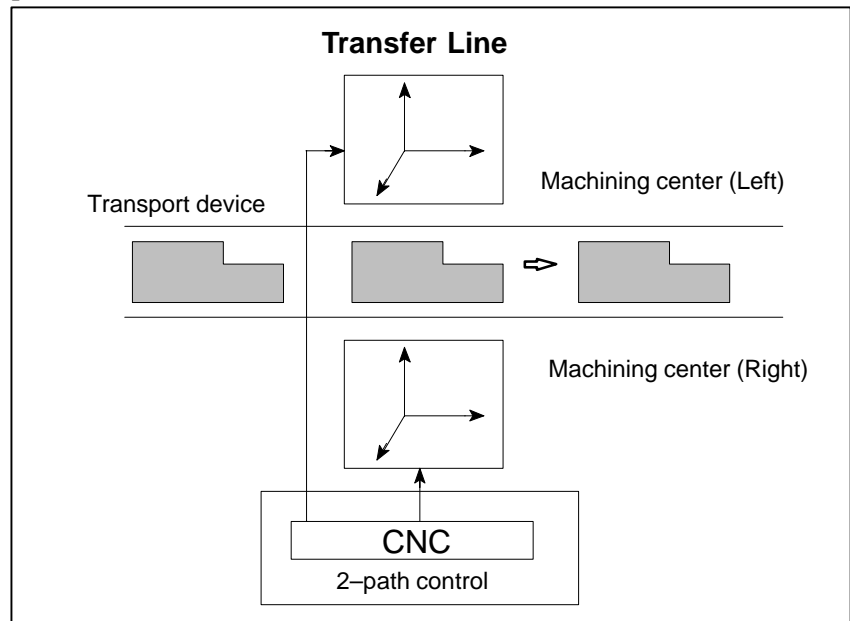 Transfer Line
Machining center (Left)
Transport device
Machining center (Right)
CNC
2–path control